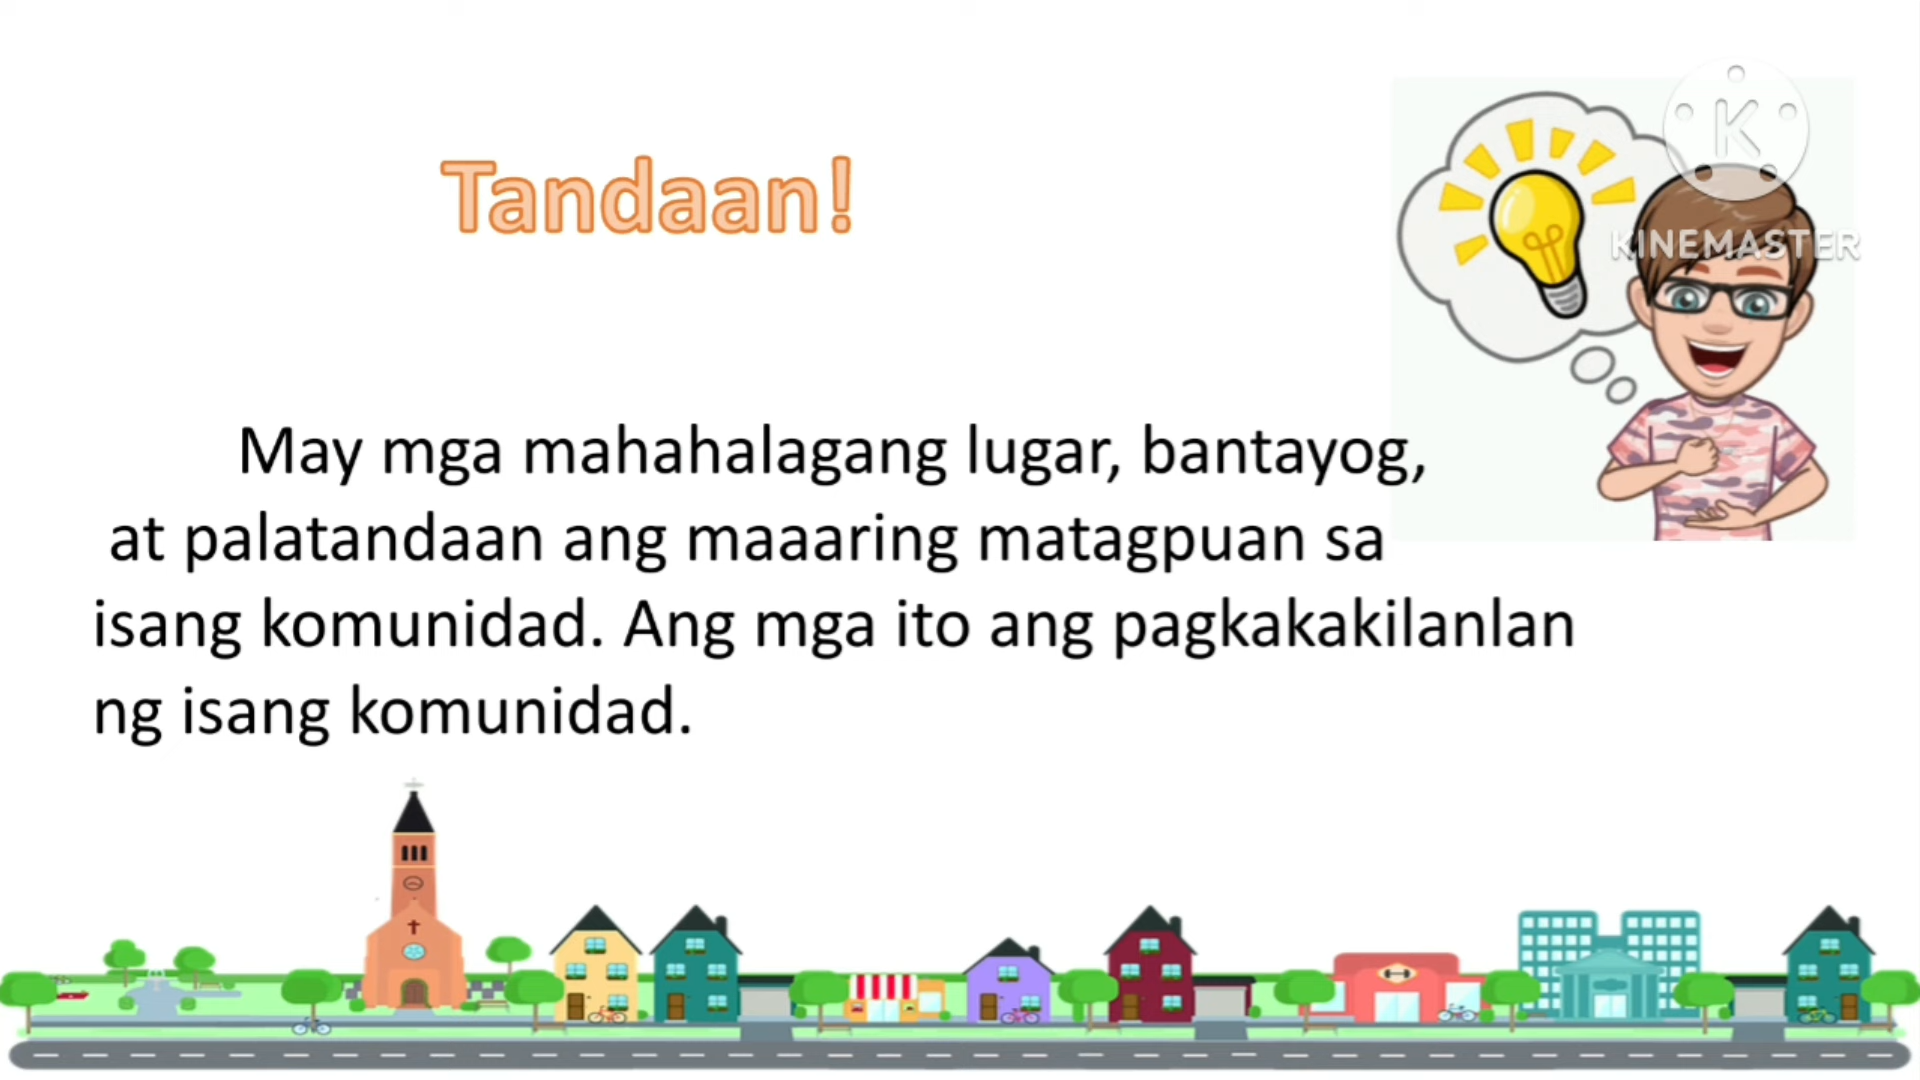 Tandaan!
K
KINEMASTER
May mga mahahalagang lugar, bantayog,
at palatandaan ang maaaring matagpuan sa
isang komunidad. Ang mga ito ang pagkakakilanlan
ng isang komunidad.